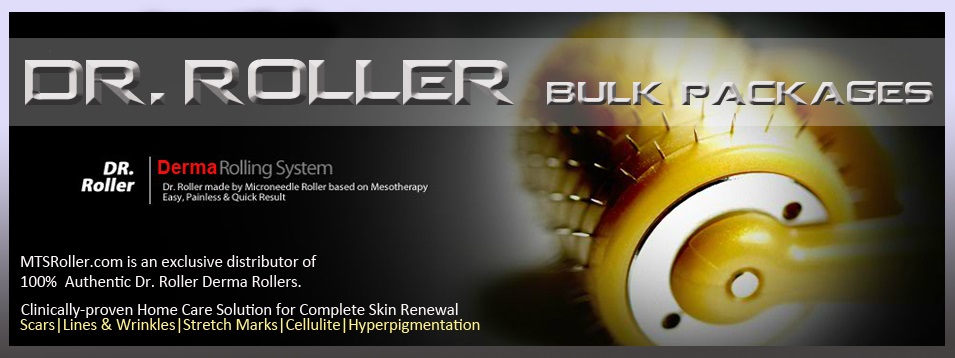 DR. ROLLER BULK PACKAGES
DR. Roller
Derma Rolling System
Dr. Roller made by Microneedle Roller based on Mesotherapy
Easy, Painless & Quick Result
MTSRoller.com is an exclusive distributor of
100% Authentic Dr. Roller Derma Rollers.
Clinically-proven Home Care Solution for Complete Skin Renewal
Scars|Lines & Wrinkles|Stretch Marks|Cellulite|Hyperpigmentation